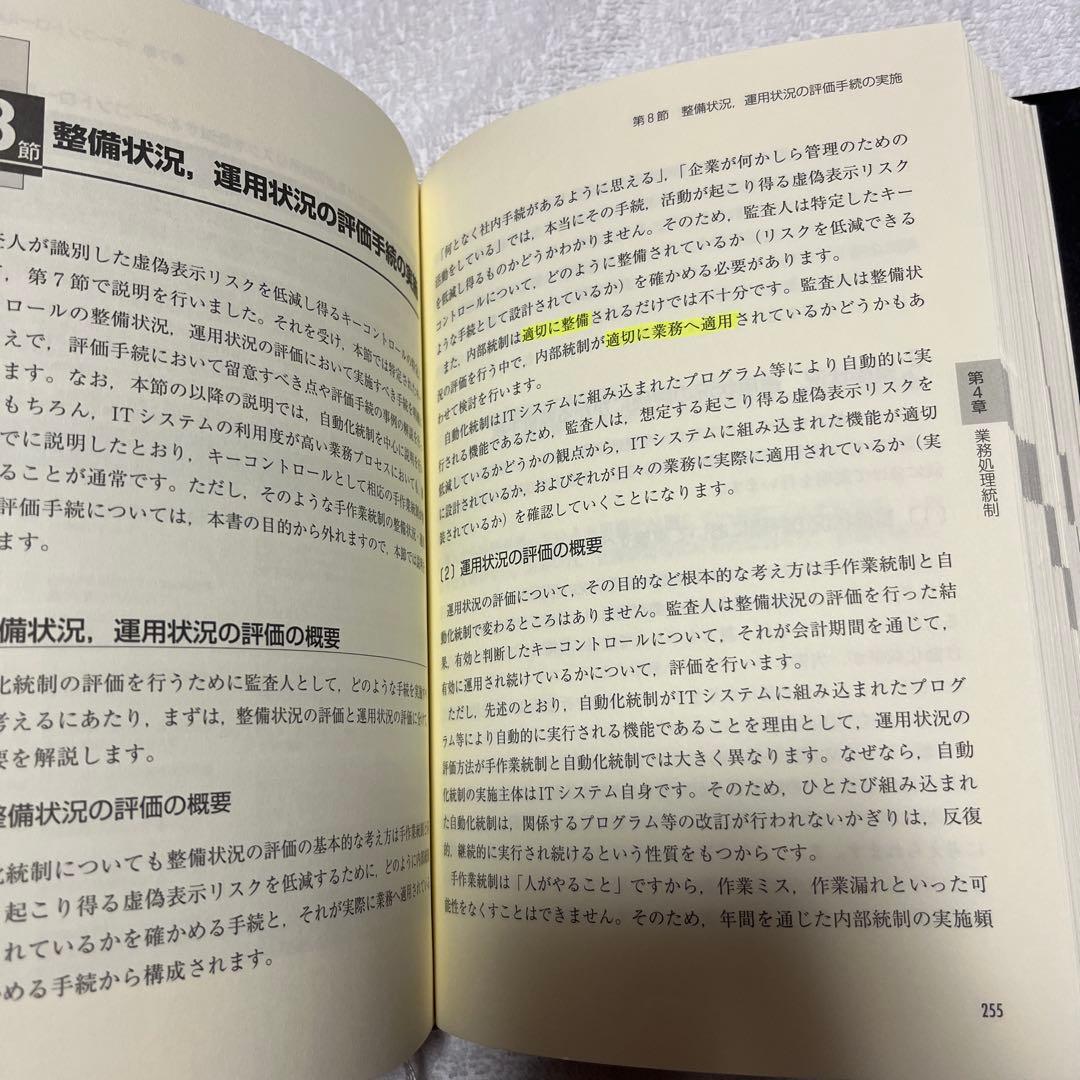 8節
整備状況，運用状況の評価手続の実施
査人が識別した虚偽表示リスクを低減し得るキーコントロール
，第７節で説明を行いました。それを受け，本節では特定された
ロールの整備状況，運用状況の評価において実施すべき手続を
えで，評価手続において留意すべき点や評価手続の事例の解説を
ます。なお，本節の以降の説明では，自動化統制を中心に説明を
もちろん，ITシステムの利用度が高い業務プロセスにおいても，
でに説明したとおり，キーコントロールとして相応の手作業統制が
ることが通常です。ただし，そのような手作業統制の整備状況・
評価手続については，本書の目的から外れますので，本節では
ます。
備状況，運用状況の評価の概要
化統制の評価を行うために監査人として，どのような手続を実施す
考えるにあたり，まずは，整備状況の評価と運用状況の評価に分けて
要を解説します。
整備状況の評価の概要
化統制についても整備状況の評価の基本的な考え方は手作業統制と
起こり得る虚偽表示リスクを低減するために，どのように内部統制
されているかを確かめる手続と，それが実際に業務へ適用されている
かめる手続から構成されます。
第８節　整備状況，運用状況の評価手続の実施
「何となく社内手続があるように思える」，「企業が何かしら管理のための
活動をしている」では，本当にその手続，活動が起こり得る虚偽表示リスク
を低減し得るものかどうかわかりません。そのため，監査人は特定したキー
コントロールについて，どのように整備されているか（リスクを低減できる
ような手続として設計されているか）を確かめる必要があります。
また，内部統制は適切に整備されるだけでは不十分です。監査人は整備状
況の評価を行う中で，内部統制が適切に業務へ適用されているかどうかもあ
わせて検討を行います。
自動化統制はITシステムに組み込まれたプログラム等により自動的に実
行される機能であるため，監査人は，想定する起こり得る虚偽表示リスクを
低減しているかどうかの観点から，ITシステムに組み込まれた機能が適切
に設計されているか，およびそれが日々の業務に実際に適用されているか（実
装されているか）を確認していくことになります。
〔2〕運用状況の評価の概要
運用状況の評価について，その目的など根本的な考え方は手作業統制と自
動化統制で変わるところはありません。監査人は整備状況の評価を行った結
果，有効と判断したキーコントロールについて，それが会計期間を通じて，
有効に運用され続けているかについて，評価を行います。
ただし，先述のとおり，自動化統制がITシステムに組み込まれたプログ
ラム等により自動的に実行される機能であることを理由として，運用状況の
評価方法が手作業統制と自動化統制では大きく異なります。なぜなら，自動
化統制の実施主体はITシステム自身です。そのため，ひとたび組み込まれ
た自動化統制は，関係するプログラム等の改訂が行われないかぎりは，反復
的，継続的に実行され続けるという性質をもつからです。
手作業統制は「人がやること」ですから，作業ミス，作業漏れといった可
能性をなくすことはできません。そのため，年間を通じた内部統制の実施頻
第４章　業務処理統制
255